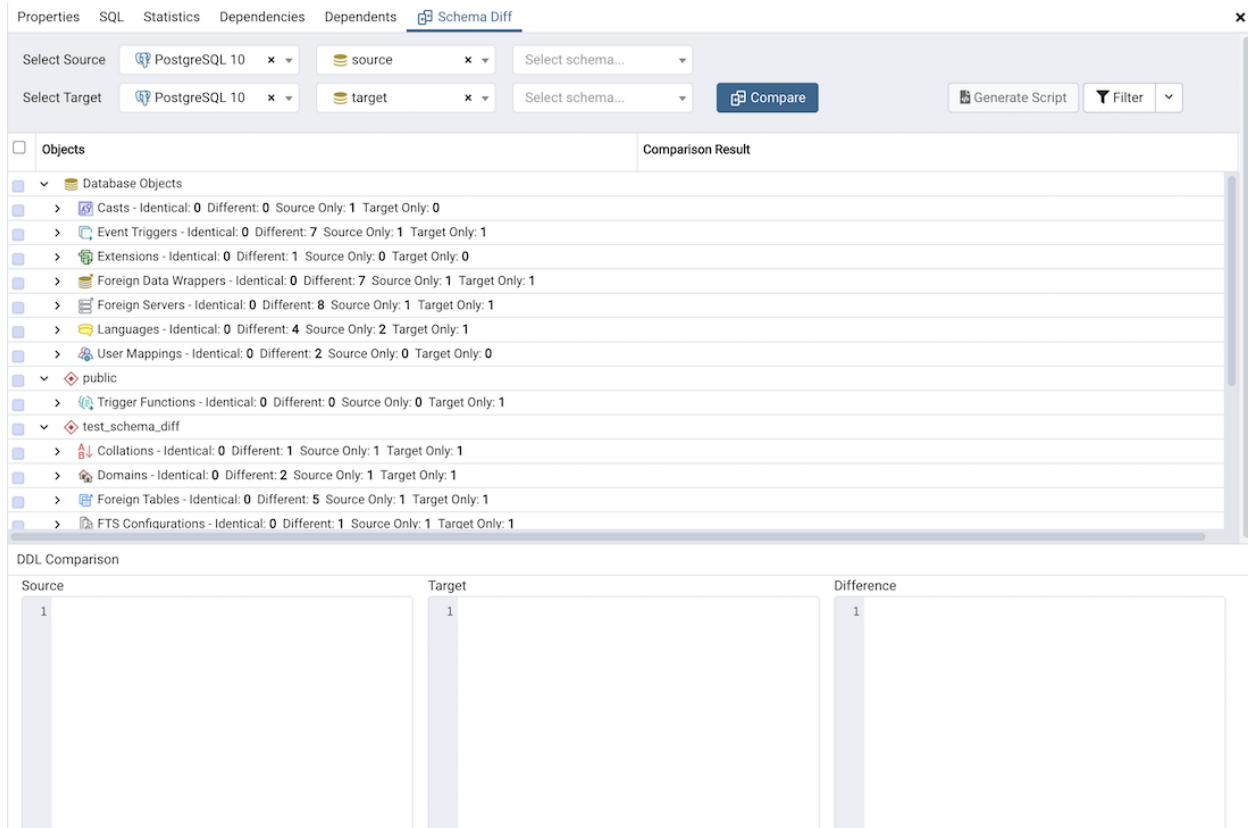 Properties SQL Statistics Dependencies Dependents Schema Diff
Select Source PostgreSQL 10 source Select schema...
Select Target PostgreSQL 10 target Select schema... Compare Generate Script Filter
Objects Comparison Result
Database Objects
Casts - Identical: 0 Different: 0 Source Only: 1 Target Only: 0
Event Triggers - Identical: 0 Different: 7 Source Only: 1 Target Only: 1
Extensions - Identical: 0 Different: 1 Source Only: 0 Target Only: 0
Foreign Data Wrappers - Identical: 0 Different: 7 Source Only: 1 Target Only: 1
Foreign Servers - Identical: 0 Different: 8 Source Only: 1 Target Only: 1
Languages - Identical: 0 Different: 4 Source Only: 2 Target Only: 1
User Mappings - Identical: 0 Different: 2 Source Only: 0 Target Only: 0
public
Trigger Functions - Identical: 0 Different: 0 Source Only: 0 Target Only: 1
test_schema_diff
Collations - Identical: 0 Different: 1 Source Only: 1 Target Only: 1
Domains - Identical: 0 Different: 2 Source Only: 1 Target Only: 1
Foreign Tables - Identical: 0 Different: 5 Source Only: 1 Target Only: 1
FTS Configurations - Identical: 0 Different: 1 Source Only: 1 Target Only: 1
DDL Comparison
Source Target Difference
1 1 1